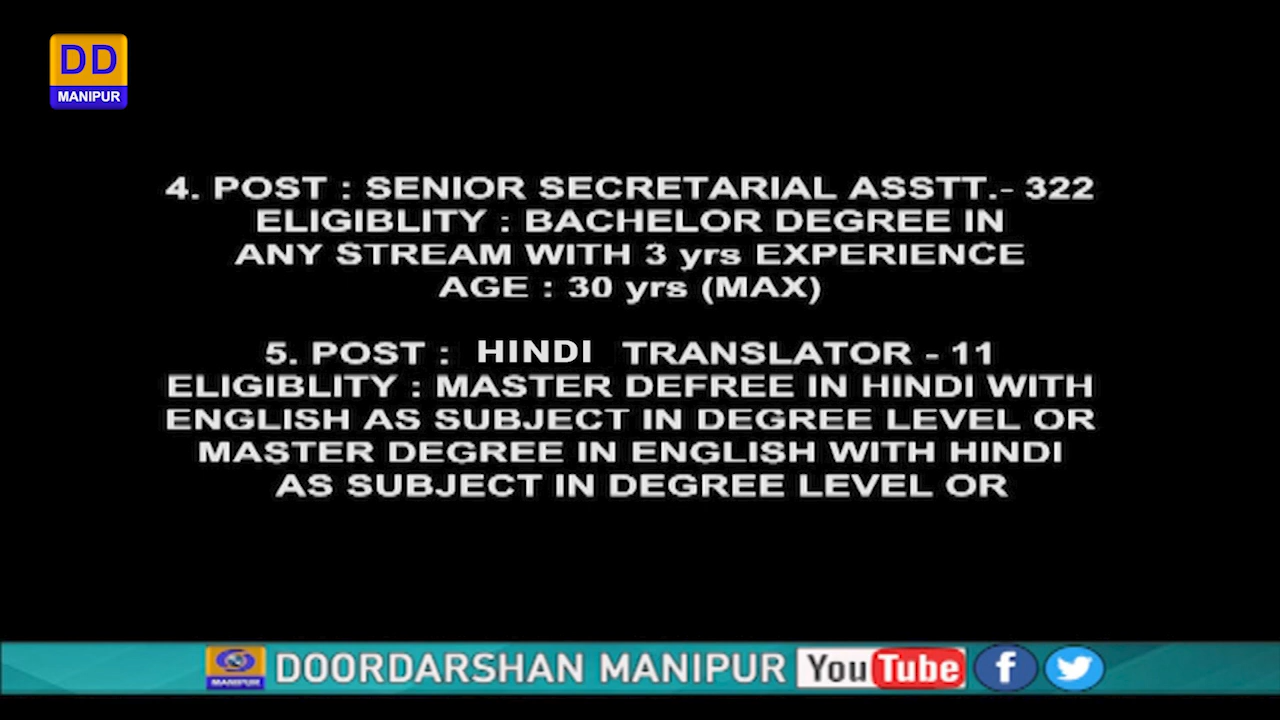 DD
MANIPUR
4. POST : SENIOR SECRETARIAL ASSTT.- 322
ELIGIBLITY : BACHELOR DEGREE IN
ANY STREAM WITH 3 yrs EXPERIENCE
AGE : 30 yrs (MAX)
5. POST : HINDI TRANSLATOR - 11
ELIGIBLITY : MASTER DEFREE IN HINDI WITH
ENGLISH AS SUBJECT IN DEGREE LEVEL OR
MASTER DEGREE IN ENGLISH WITH HINDI
AS SUBJECT IN DEGREE LEVEL OR
MANIPUR DOORDARSHAN MANIPUR YouTube f